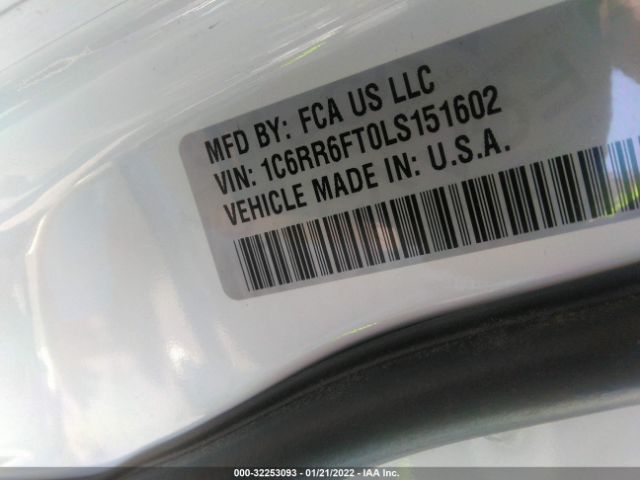 MFD BY: FCA US LLC
VIN: 1C6RR6FT0LS151602
VEHICLE MADE IN: U.S.A.
000-32253093 - 01/21/2022 - IAA Inc.